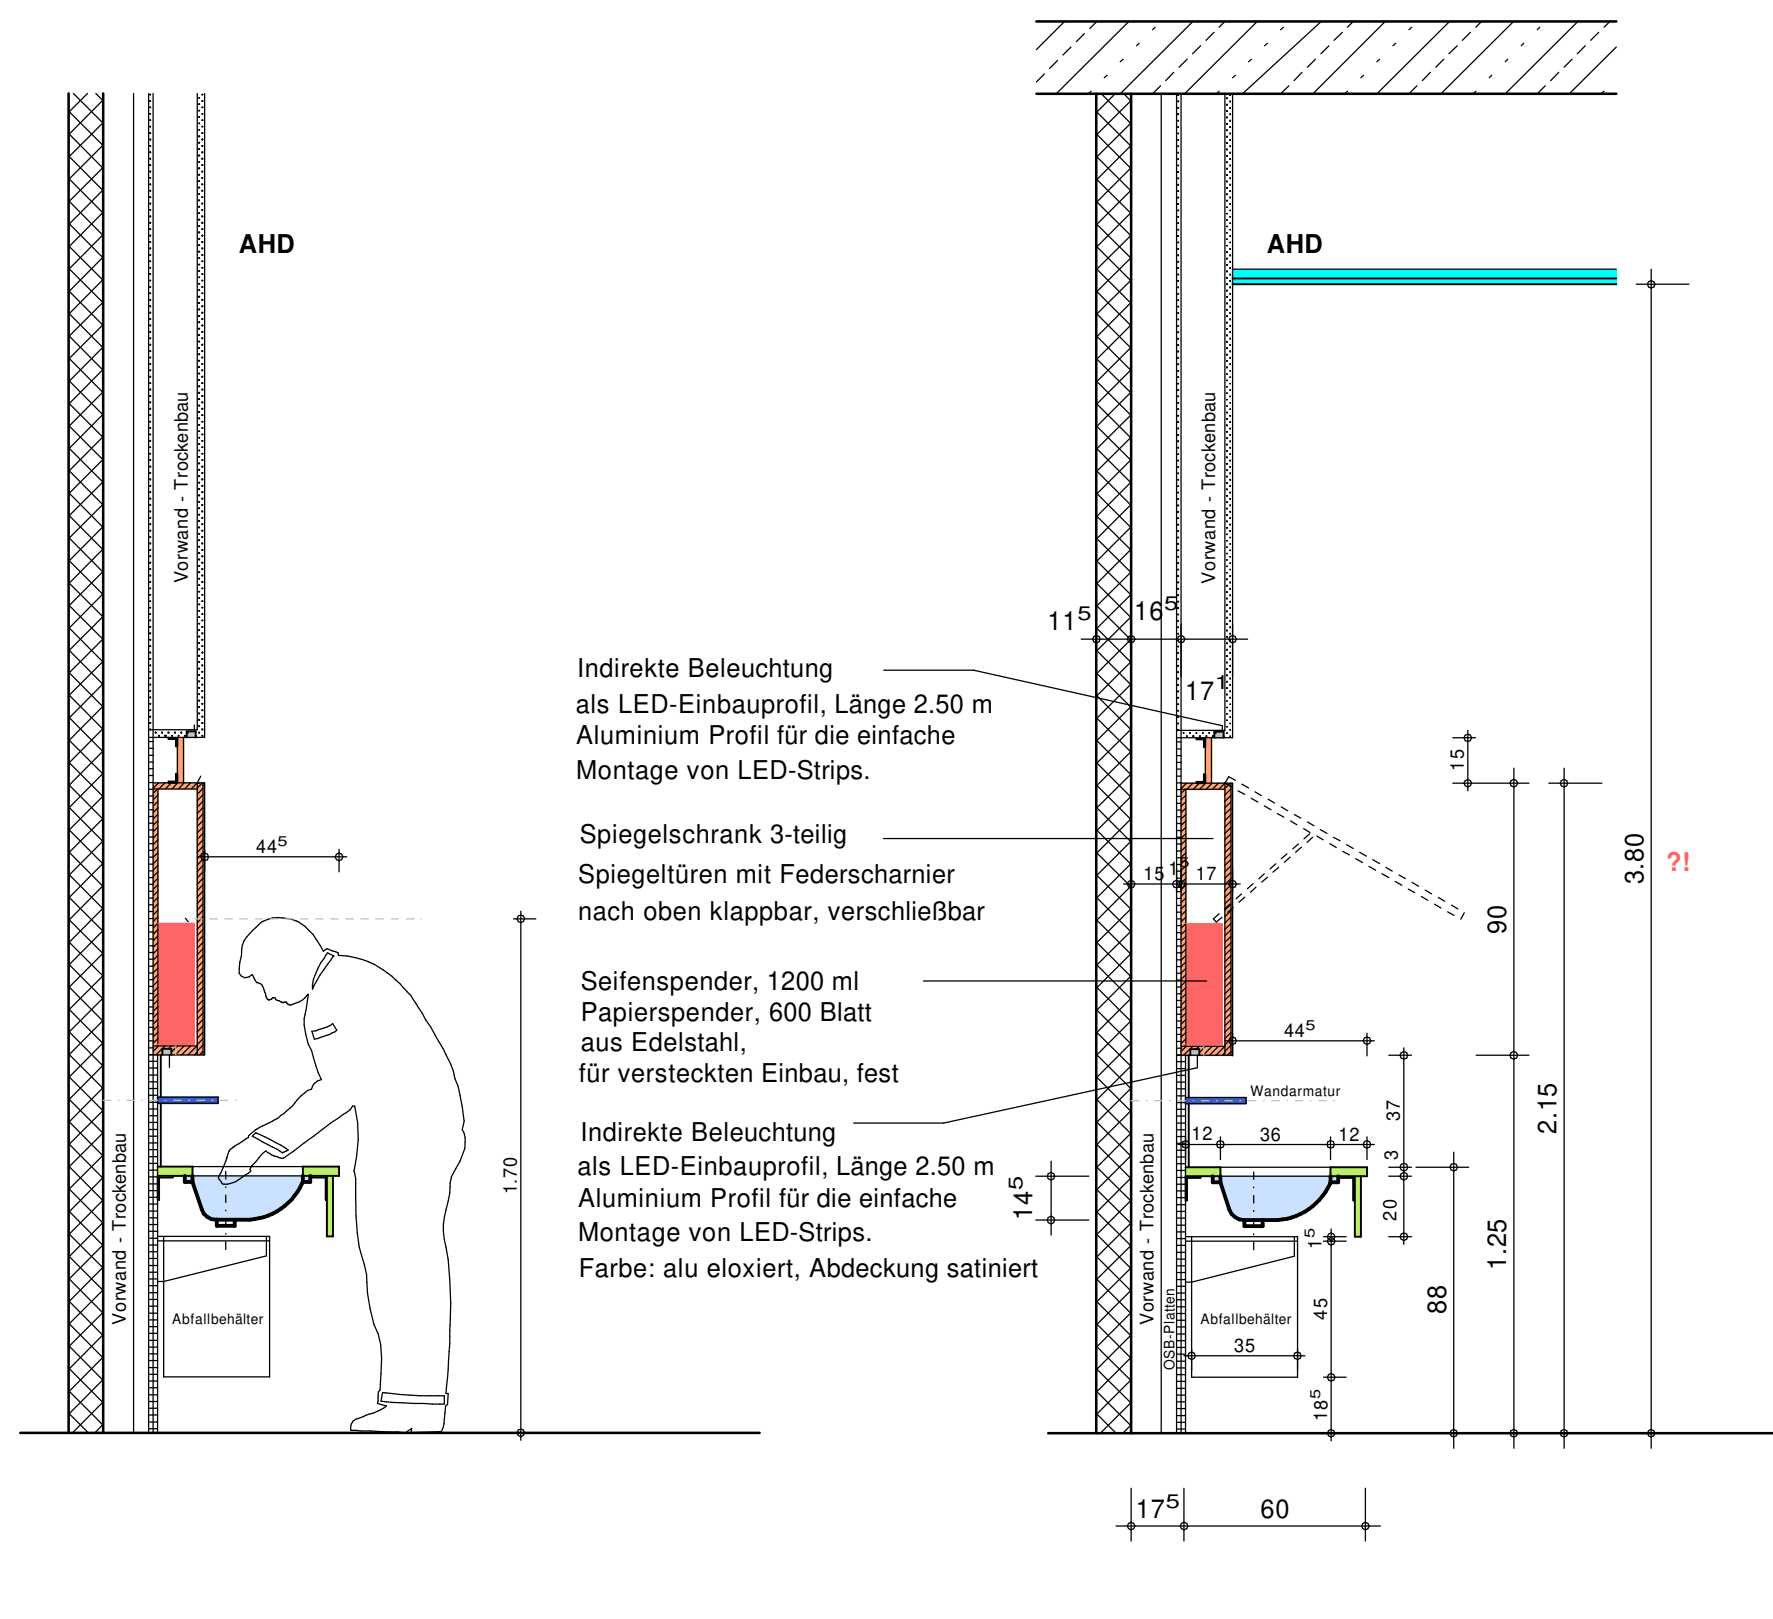 AHD
AHD
Vorwand - Trockenbau
Vorwand - Trockenbau
11⁵
16⁵
17¹
Indirekte Beleuchtung
als LED-Einbauprofil, Länge 2.50 m
Aluminium Profil für die einfache
Montage von LED-Strips.
15
Spiegelschrank 3-teilig
Spiegeltüren mit Federscharnier
nach oben klappbar, verschließbar
44⁵
15
1⁵
17
90
3.80
?!
Seifenspender, 1200 ml
Papierspender, 600 Blatt
aus Edelstahl,
für versteckten Einbau, fest
44⁵
Wandarmatur
37
2.15
Indirekte Beleuchtung
als LED-Einbauprofil, Länge 2.50 m
Aluminium Profil für die einfache
Montage von LED-Strips.
Farbe: alu eloxiert, Abdeckung satiniert
12
36
12
3
1.70
14⁵
20
1⁵
1.25
88
Vorwand - Trockenbau
Vorwand - Trockenbau
OSB-Platten
Abfallbehälter
Abfallbehälter
45
35
18⁵
17⁵
60